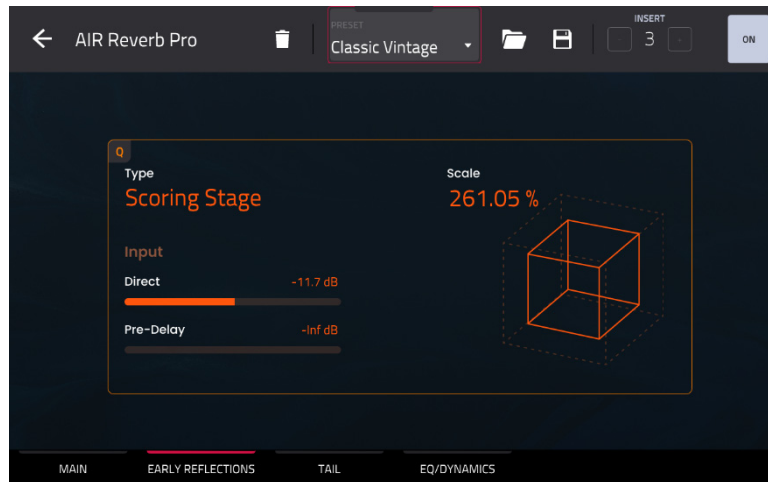 AIR Reverb Pro
PRESET
Classic Vintage
INSERT
3
ON
Q
Type
Scoring Stage
Scale
261.05 %
Input
Direct
-11.7 dB
Pre-Delay
-Inf dB
MAIN
EARLY REFLECTIONS
TAIL
EQ/DYNAMICS